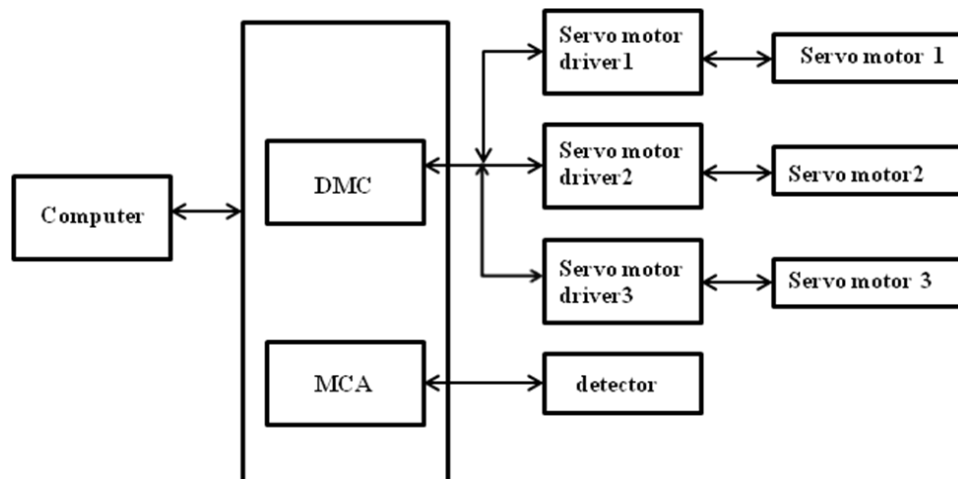 Computer
DMC
MCA
Servo motor
driver1
Servo motor
driver2
Servo motor
driver3
detector
Servo motor 1
Servo motor2
Servo motor 3